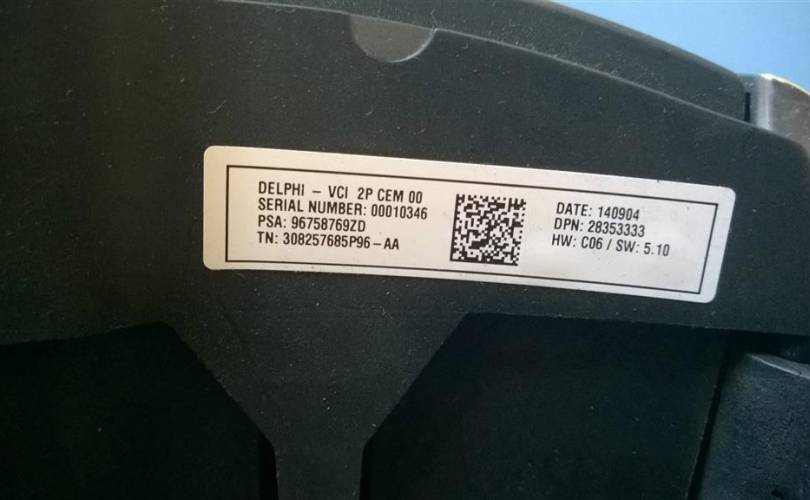 DELPHI - VCI 2P CEM 00
SERIAL NUMBER: 00010346
PSA: 96758769ZD
TN: 308257685P96-AA
DATE: 140904
DPN: 28353333
HW: C06 / SW: 5.10